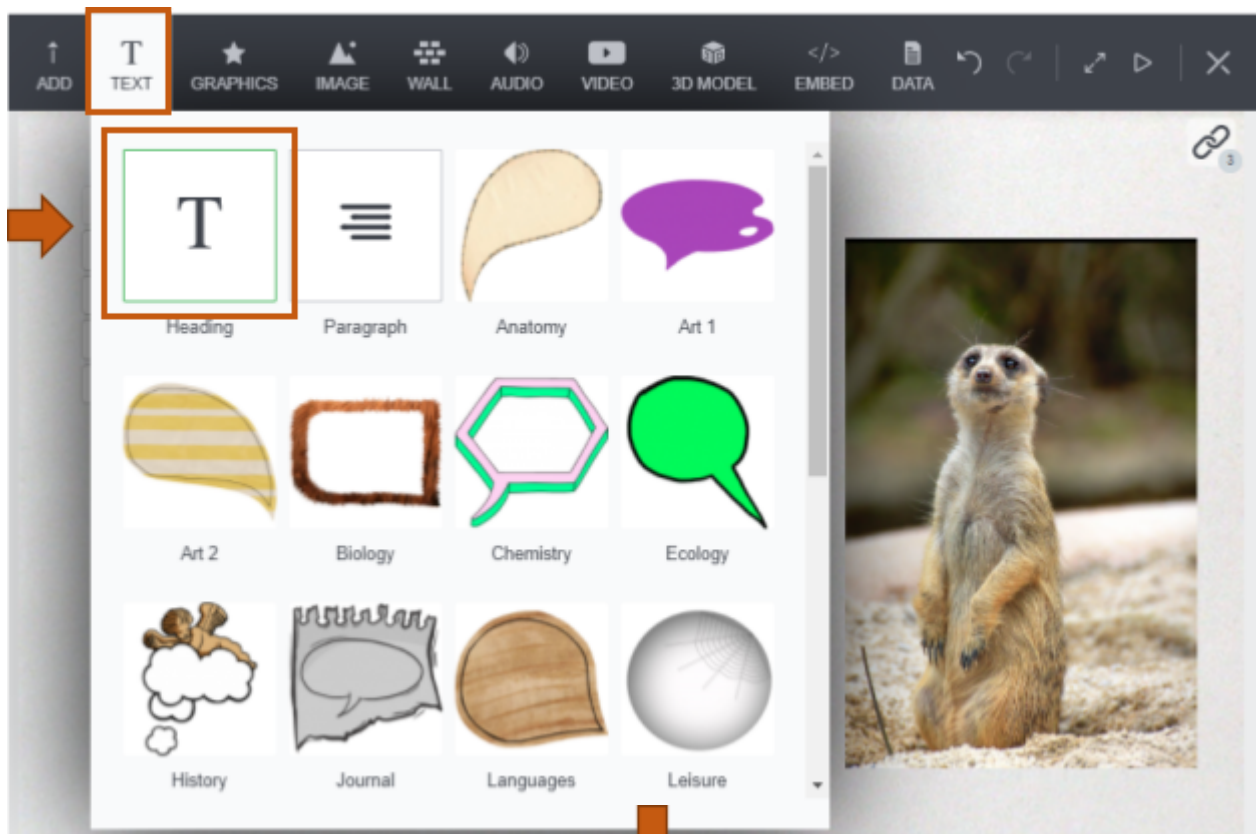 ADD TEXT GRAPHICS IMAGE WALL AUDIO VIDEO 3D MODEL EMBED DATA
3
Heading Paragraph Anatomy Art 1
Art 2 Biology Chemistry Ecology
History Journal Languages Leisure